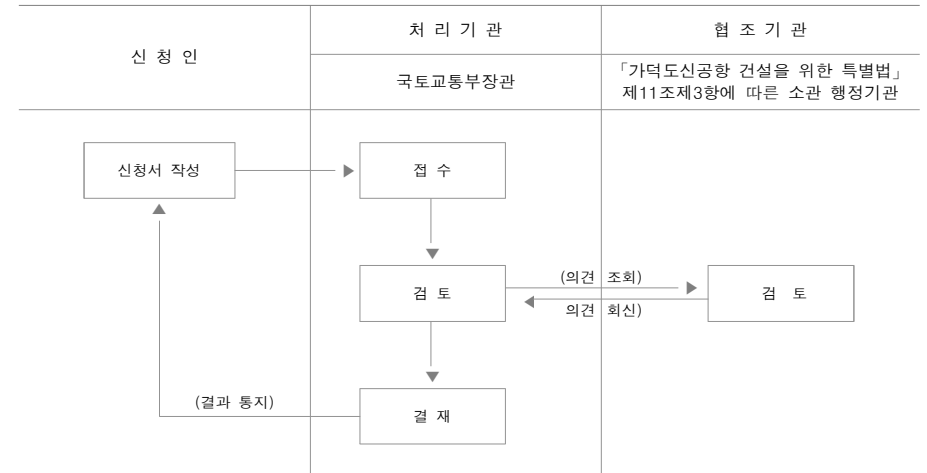 신 청 인
처 리 기 관
협 조 기 관
국토교통부장관
「가덕도신공항 건설을 위한 특별법」
제11조제3항에 따른 소관 행정기관
신청서 작성
접 수
검 토
(의견 조회)
의견 회신)
검 토
(결과 통지)
결 재